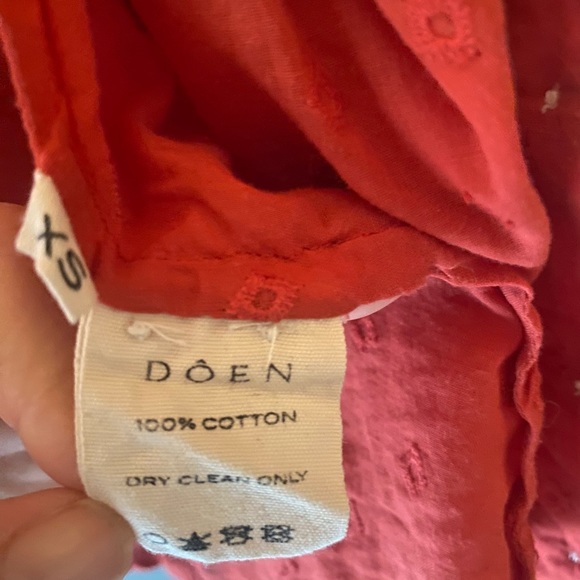 XS
DÔEN
100% COTTON
DRY CLEAN ONLY